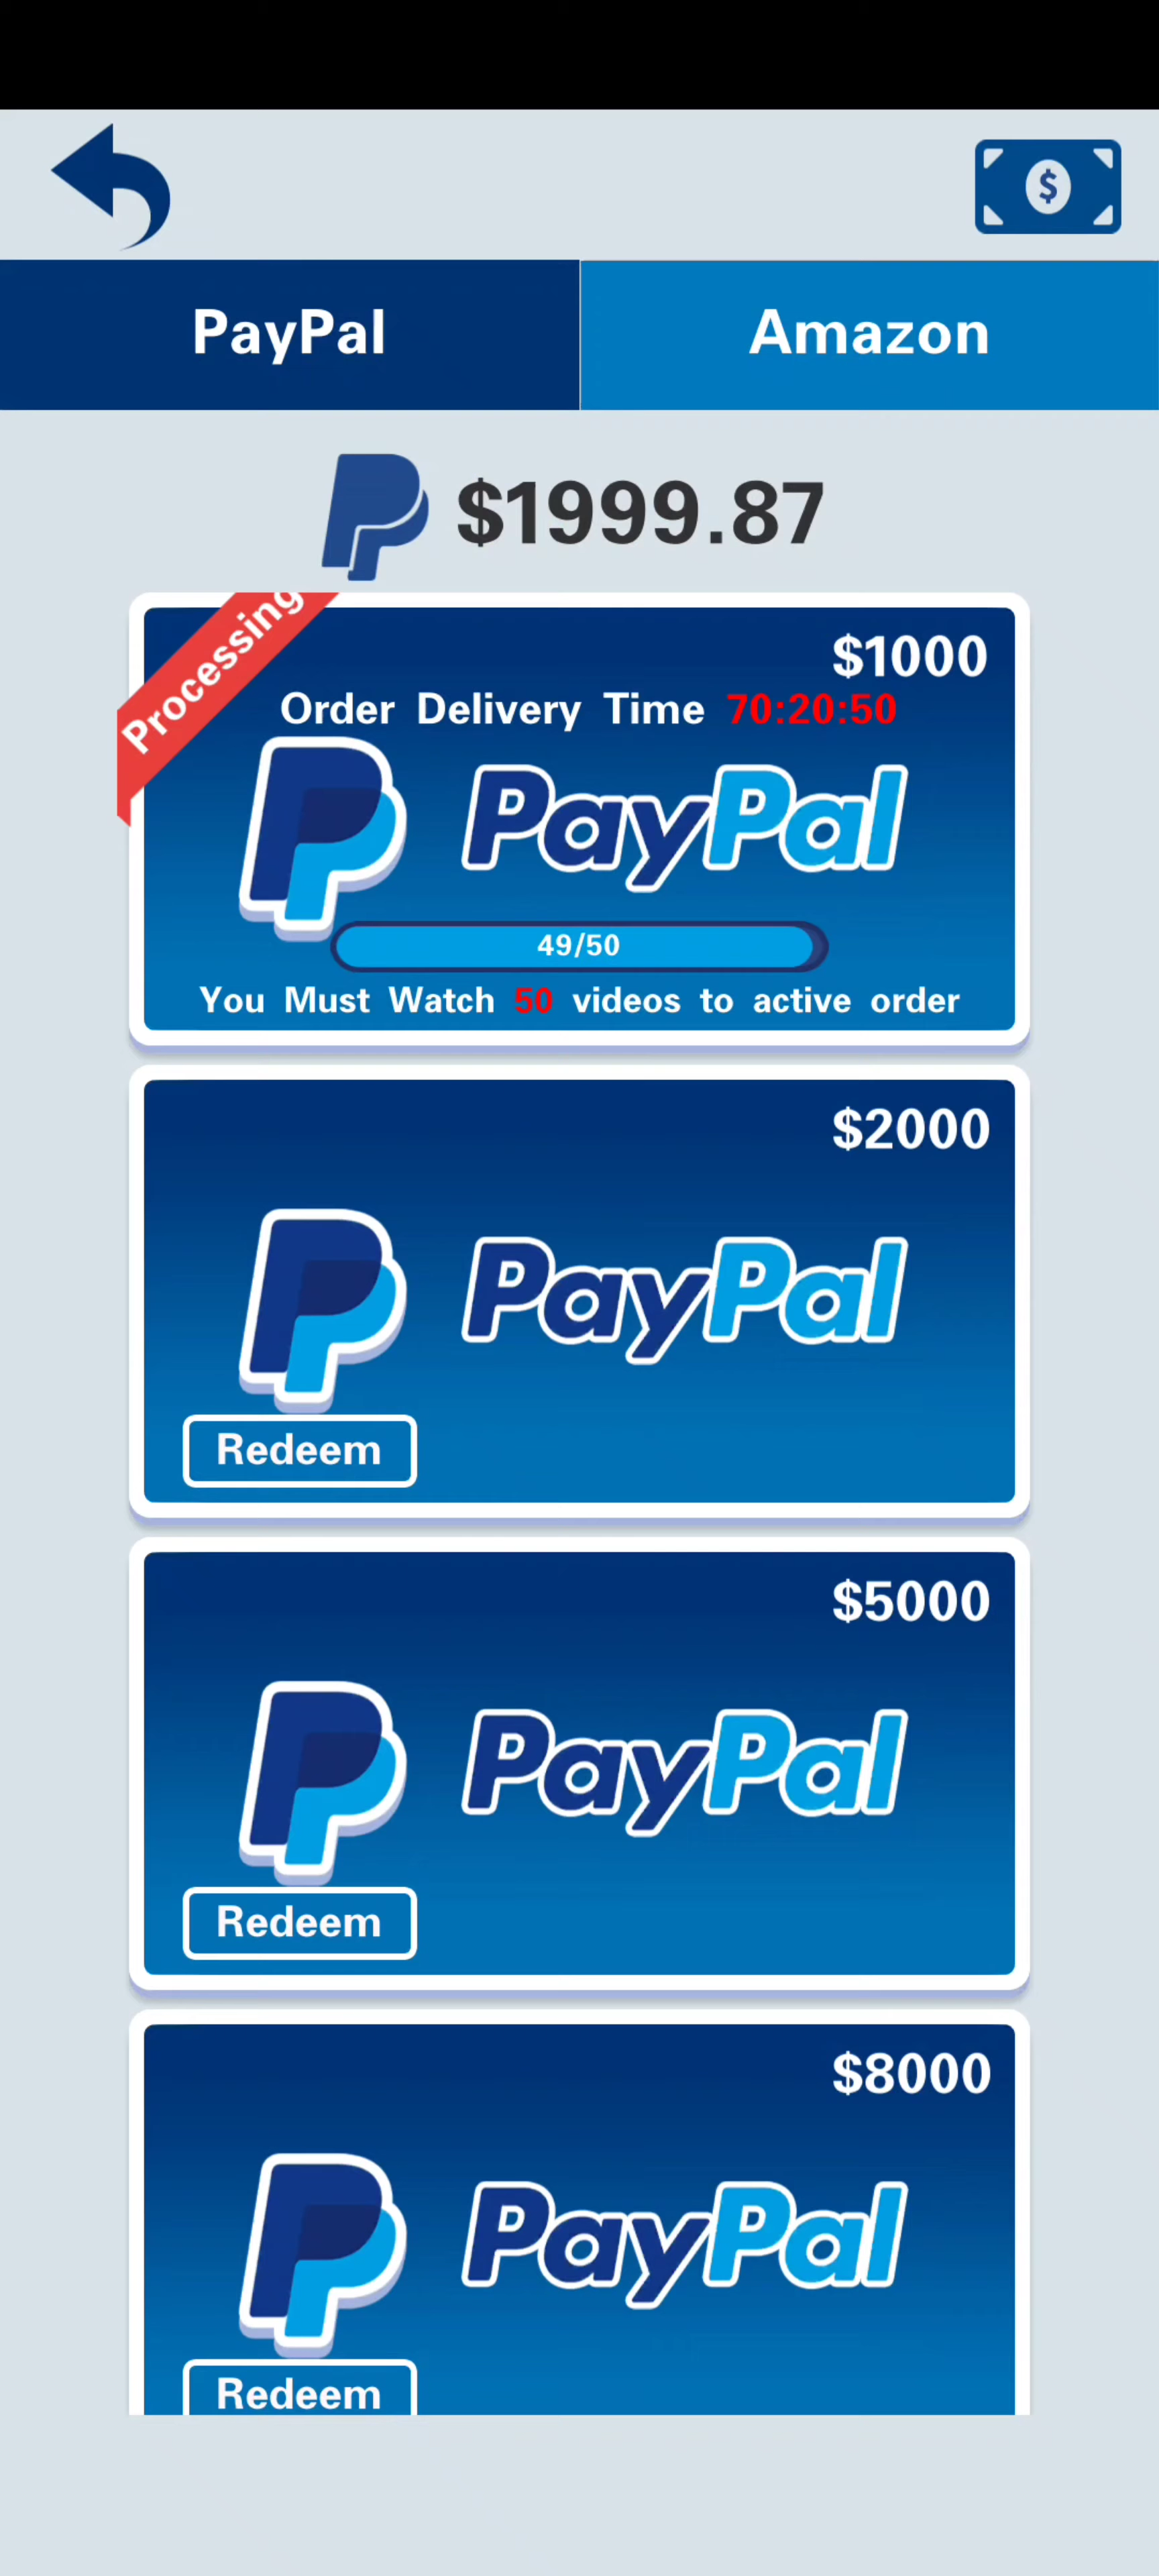 $
PayPal
Amazon
$1999.87
Processing
$1000
Order Delivery Time 70:20:50
PayPal
49/50
You Must Watch 50 videos to active order
$2000
PayPal
Redeem
$5000
PayPal
Redeem
$8000
PayPal
Redeem